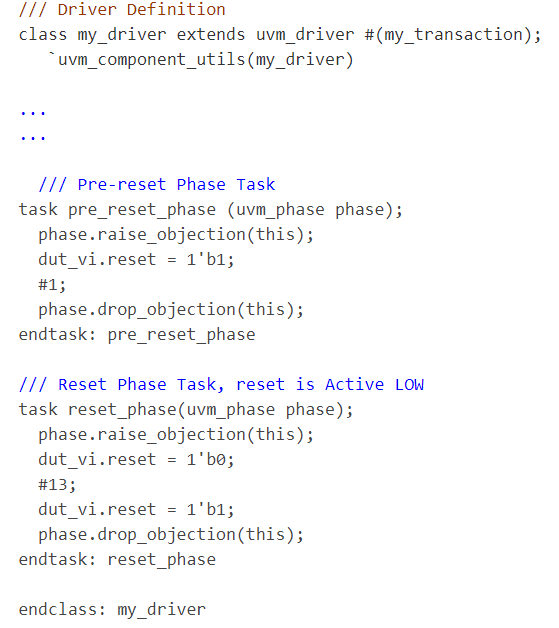 /// Driver Definition
class my_driver extends uvm_driver #(my_transaction);
`uvm_component_utils(my_driver)
...
...
/// Pre-reset Phase Task
task pre_reset_phase (uvm_phase phase);
phase.raise_objection(this);
dut_vi.reset = 1'b1;
#1;
phase.drop_objection(this);
endtask: pre_reset_phase
/// Reset Phase Task, reset is Active LOW
task reset_phase(uvm_phase phase);
phase.raise_objection(this);
dut_vi.reset = 1'b0;
#13;
dut_vi.reset = 1'b1;
phase.drop_objection(this);
endtask: reset_phase
endclass: my_driver